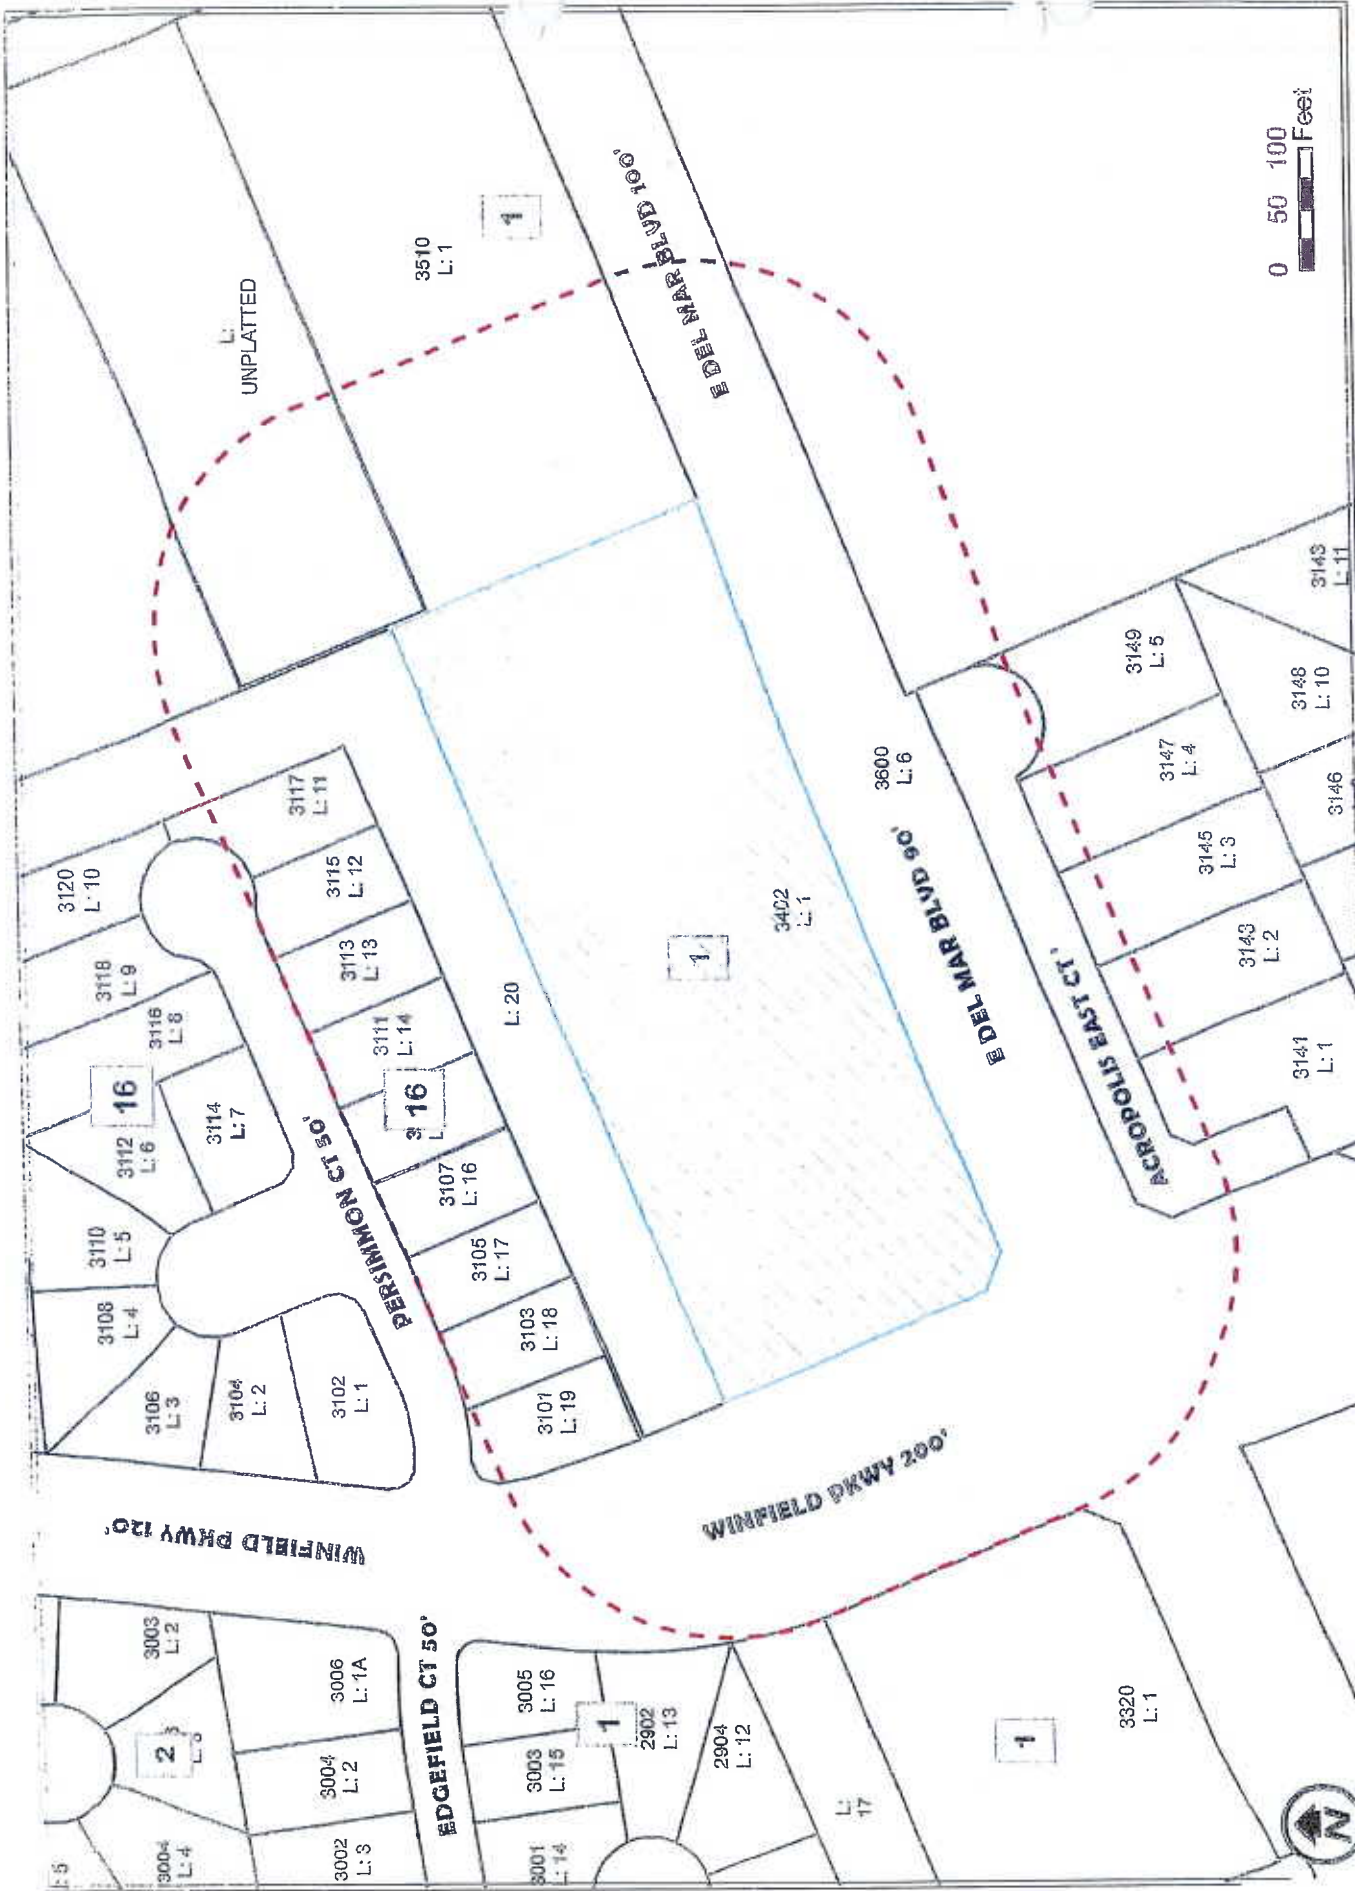 L: 5
3004
L: 4
2
3003
L: 2
WINFIELD PKWY 120'
3106
L: 3
3108
L: 4
3110
L: 5
3112
L: 6
16
3118
L: 9
3116
L: 8
3120
L: 10
3002
L: 3
3004
L: 2
3006
L: 1A
3104
L: 2
3102
L: 1
3114
L: 7
UNPLATTED
L:
EDGEFIELD CT 50'
PERSIMMON CT 50'
3117
L: 11
3115
L: 12
3113
L: 13
3111
L: 14
16
3107
L: 16
3105
L: 17
3103
L: 18
3101
L: 19
L: 20
3510
L: 1
1
3001
L: 14
3003
L: 15
3005
L: 16
1
2902
L: 13
2904
L: 12
L:
17
WINFIELD PKWY 200'
1
3402
L: 1
E DEL MAR BLVD 100'
3600
L: 6
E DEL MAR BLVD 90'
ACROPOLIS EAST CT '
1
3320
L: 1
3141
L: 1
3143
L: 2
3145
L: 3
3147
L: 4
3149
L: 5
3146
3148
L: 10
3143
L: 11
N
0 50 100
Feet